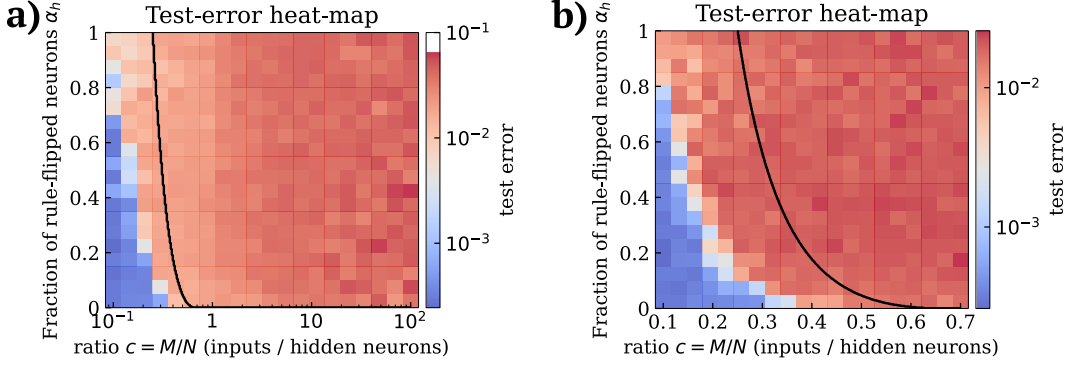 a)
Test-error heat-map
Fraction of rule-flipped neurons αₕ
1
0.8
0.6
0.4
0.2
0
10⁻¹
1
10
10²
ratio c = M/N (inputs / hidden neurons)
10⁻¹
10⁻²
10⁻³
test error
b)
Test-error heat-map
Fraction of rule-flipped neurons αₕ
1
0.8
0.6
0.4
0.2
0
0.1
0.2
0.3
0.4
0.5
0.6
0.7
ratio c = M/N (inputs / hidden neurons)
10⁻²
10⁻³
test error